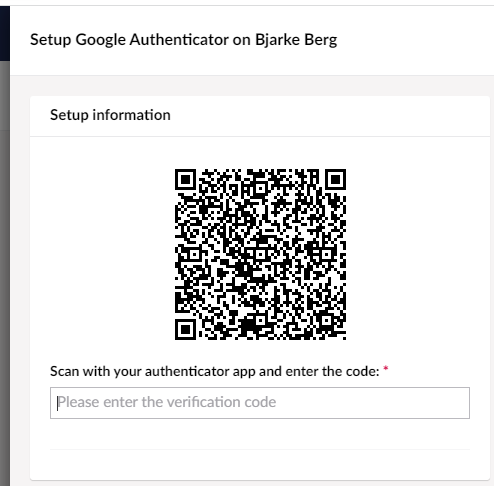 Setup Google Authenticator on Bjarke Berg
Setup information
Scan with your authenticator app and enter the code: *
Please enter the verification code